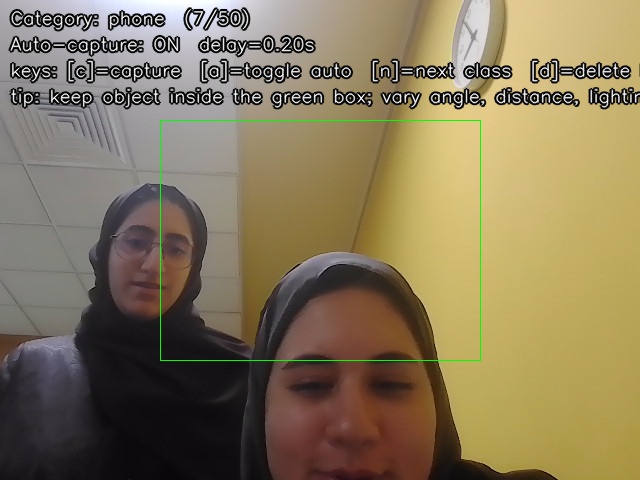 Category: phone (7/50)
Auto-capture: ON delay=0.20s
keys: [c]=capture [a]=toggle auto [n]=next class [d]=delete
tip: keep object inside the green box; vary angle, distance, lightin